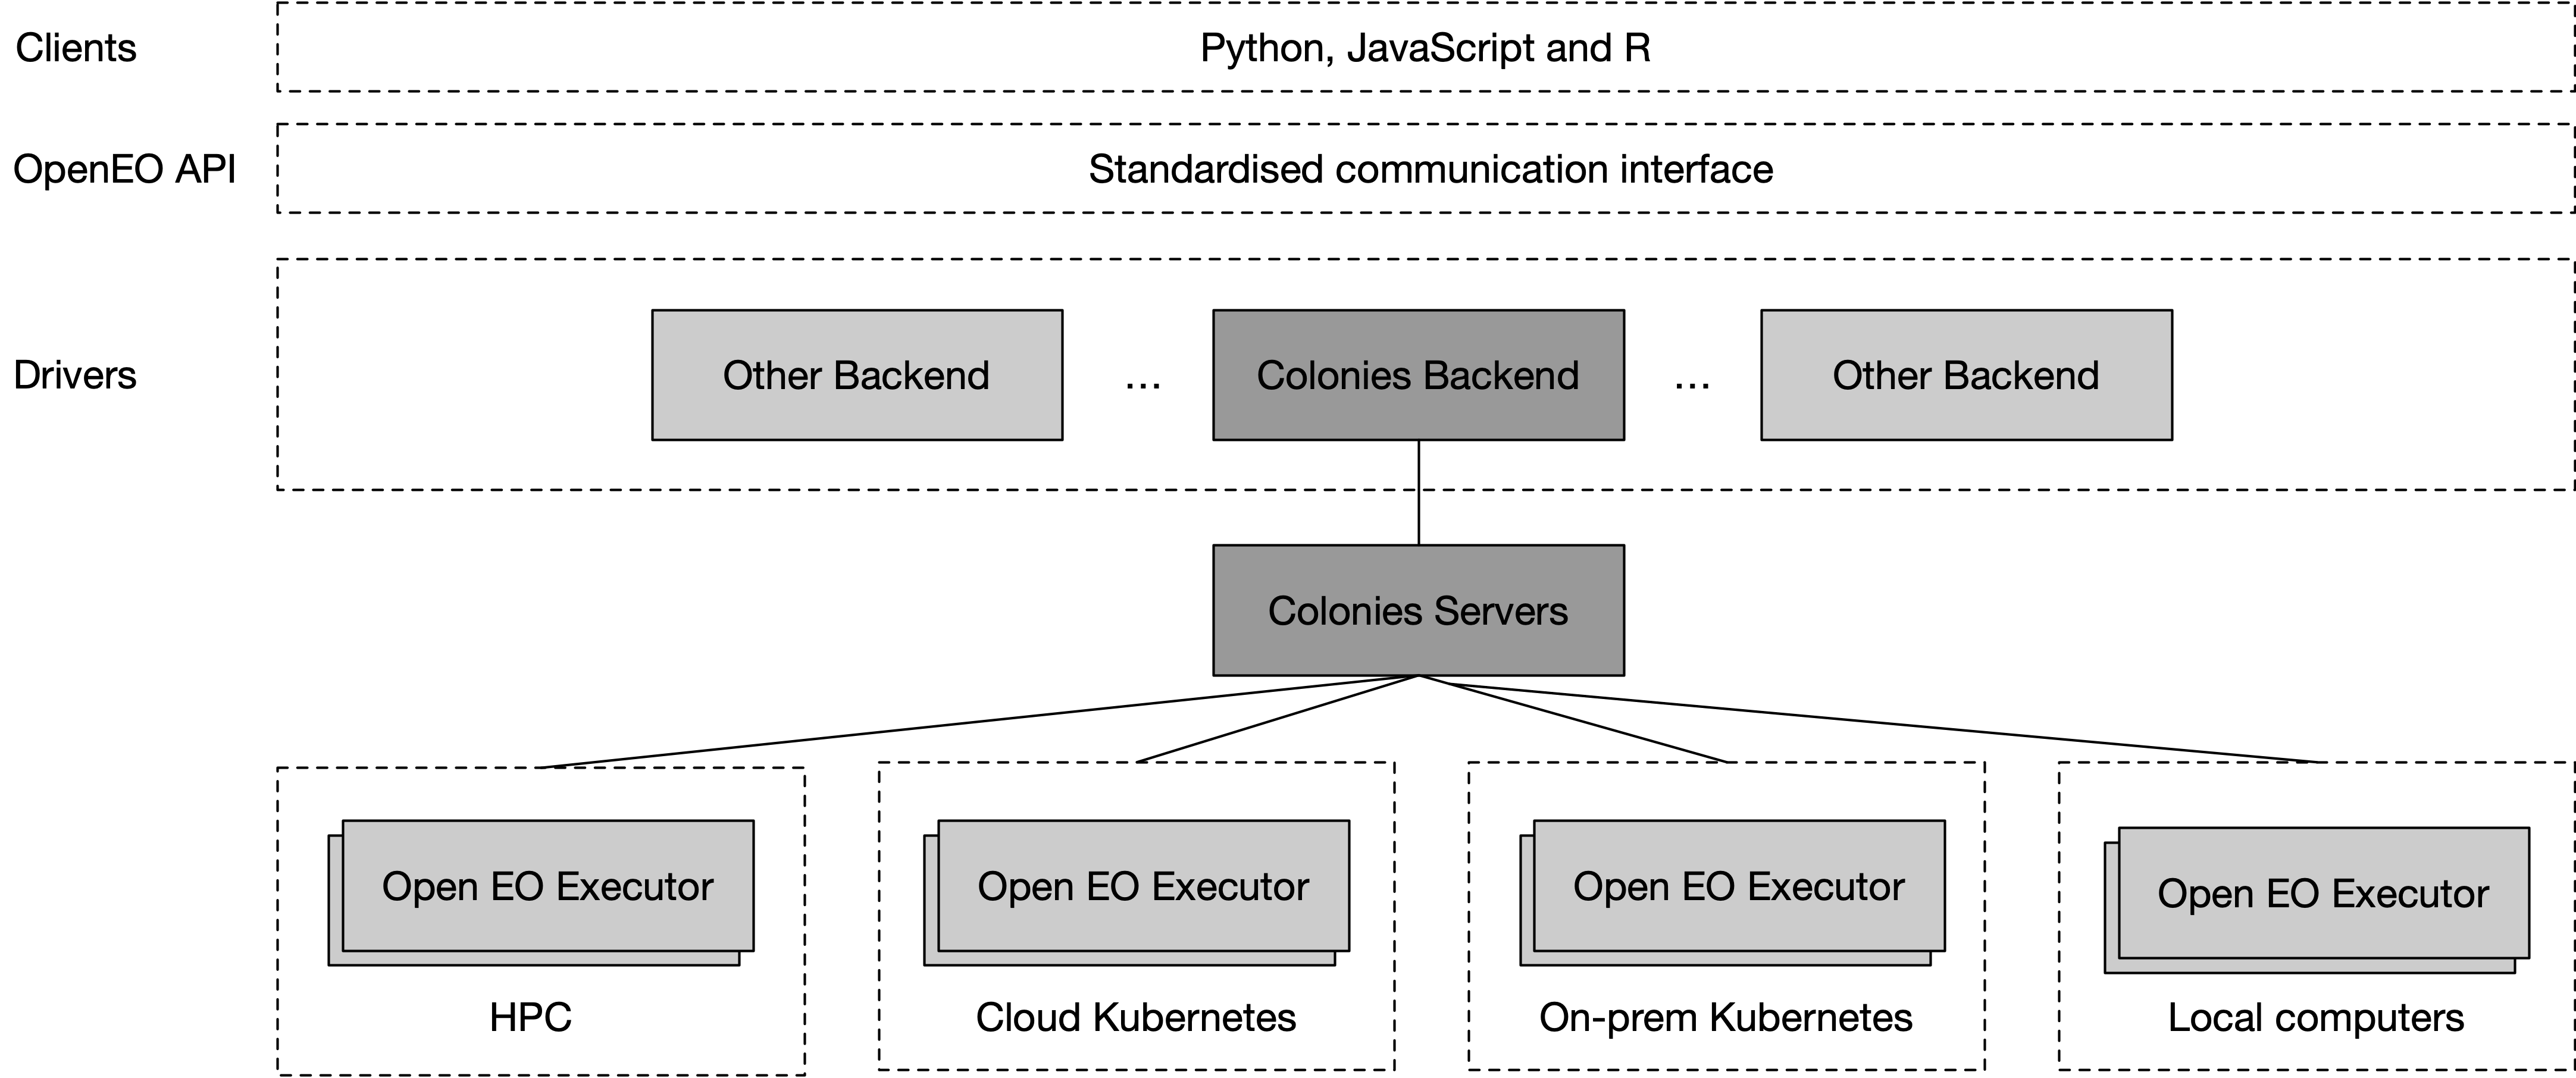 Clients
Python, JavaScript and R
OpenEO API
Standardised communication interface
Drivers
Other Backend
...
Colonies Backend
...
Other Backend
Colonies Servers
Open EO Executor
HPC
Open EO Executor
Cloud Kubernetes
Open EO Executor
On-prem Kubernetes
Open EO Executor
Local computers